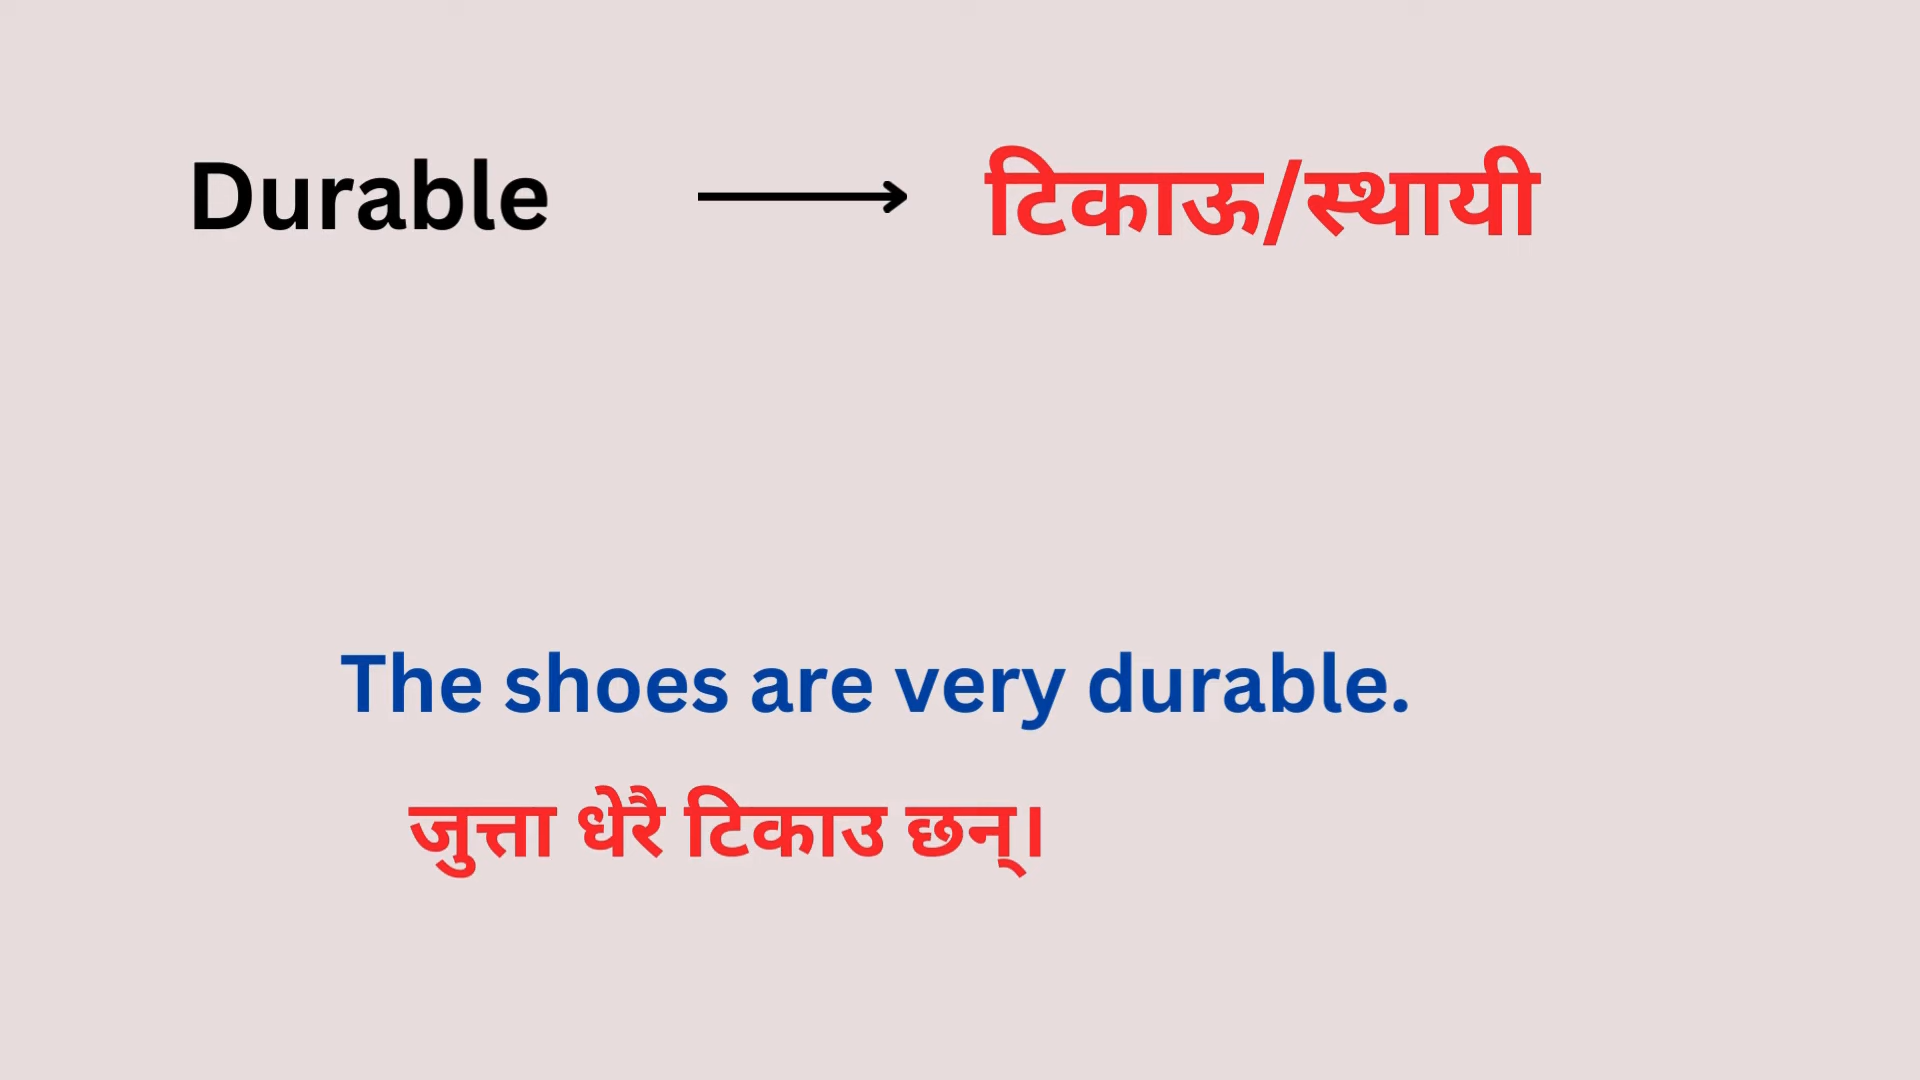 Durable → टिकाऊ/स्थायी
The shoes are very durable.
जुत्ता धेरै टिकाउ छन्।